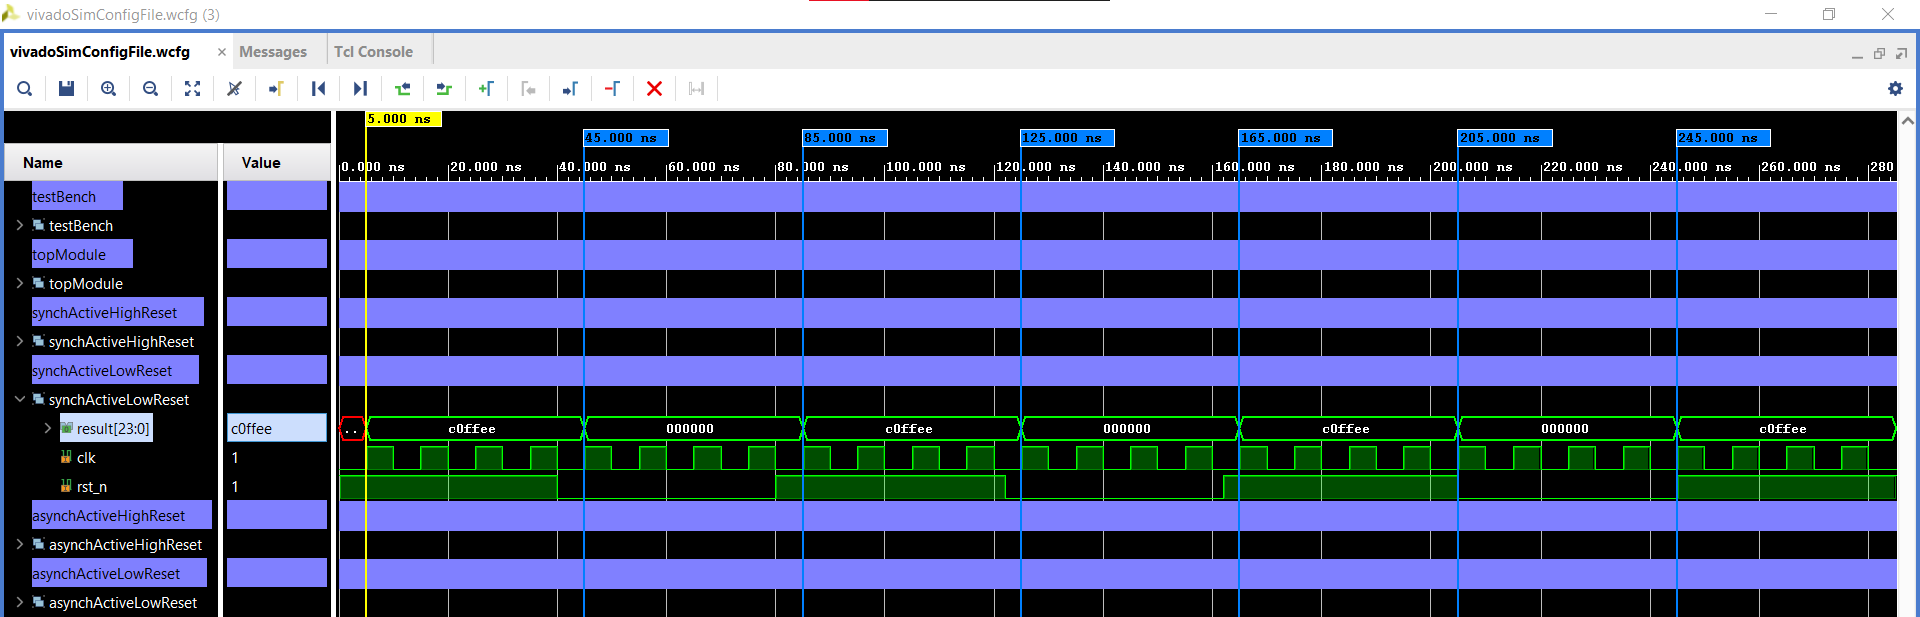 vivadoSimConfigFile.wcfg (3)
vivadoSimConfigFile.wcfg × Messages Tcl Console
5.000 ns
45.000 ns 85.000 ns 125.000 ns 165.000 ns 205.000 ns 245.000 ns
Name Value 0.000 ns 20.000 ns 40.000 ns 60.000 ns 80.000 ns 100.000 ns 120.000 ns 140.000 ns 160.000 ns 180.000 ns 200.000 ns 220.000 ns 240.000 ns 260.000 ns 280
testBench
testBench
topModule
topModule
synchActiveHighReset
synchActiveHighReset
synchActiveLowReset
synchActiveLowReset
result[23:0] c0ffee .. c0ffee 000000 c0ffee 000000 c0ffee 000000 c0ffee
clk 1
rst_n 1
asynchActiveHighReset
asynchActiveHighReset
asynchActiveLowReset
asynchActiveLowReset